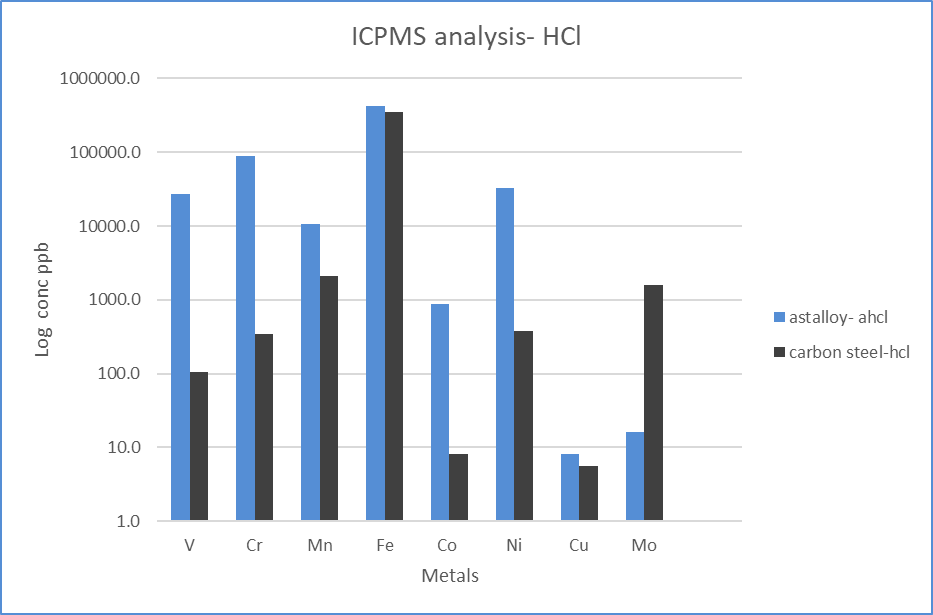 ICPMS analysis- HCl
1000000.0
100000.0
10000.0
1000.0
100.0
10.0
1.0
Log  conc ppb
V Cr Mn Fe Co Ni Cu Mo
Metals
astalloy- ahcl
carbon steel-hcl